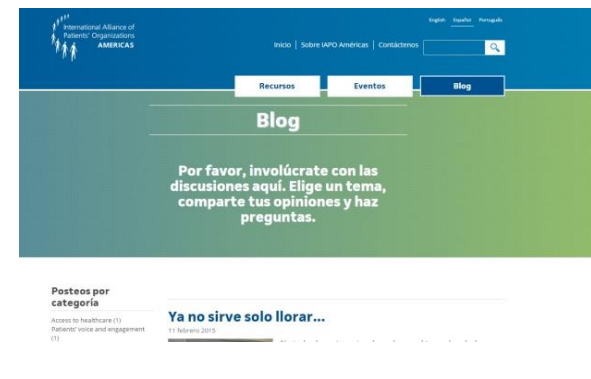 International Alliance of
Patients' Organizations
AMERICAS
English Español Português
Inicio | Sobre IAPO Américas | Contáctenos
Recursos Eventos Blog
Blog
Por favor, involúcrate con las
discusiones aquí. Elige un tema,
comparte tus opiniones y haz
preguntas.
Posteos por
categoría
Access to healthcare (1)
Patients' voice and engagement
(1)
Ya no sirve solo llorar...
11 febrero 2015